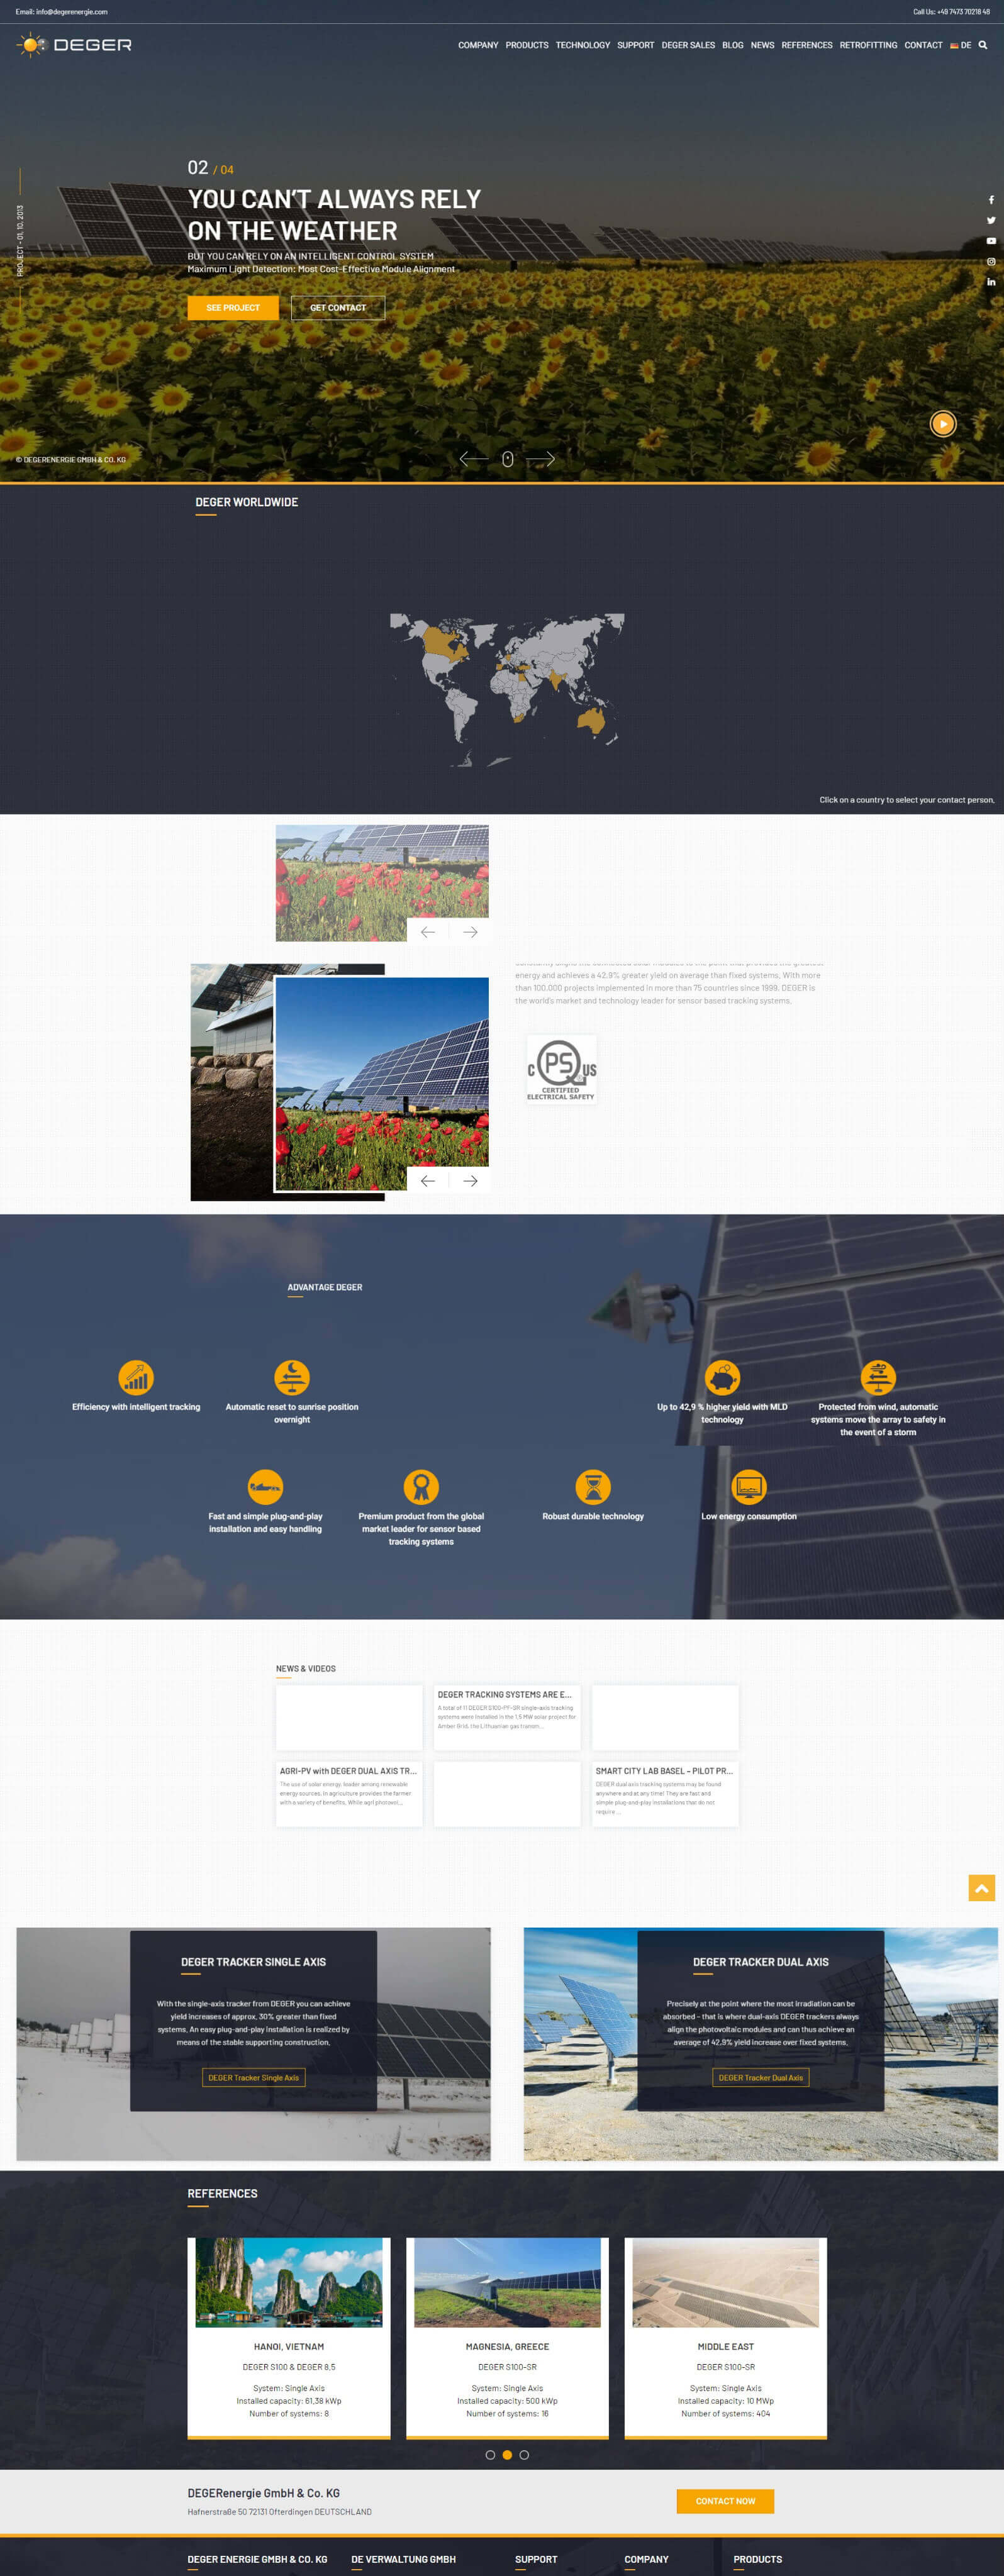 Email: info@degerenergie.com
Call Us: +49 7473 70218 48
DEGER
COMPANY PRODUCTS TECHNOLOGY SUPPORT DEGER SALES BLOG NEWS REFERENCES RETROFITTING CONTACT DE
02 / 04
YOU CAN'T ALWAYS RELY
ON THE WEATHER
BUT YOU CAN RELY ON AN INTELLIGENT CONTROL SYSTEM
Maximum Light Detection: Most Cost-Effective Module Alignment
SEE PROJECT
GET CONTACT
PROJECT - 01. 10. 2013
© DEGERENERGIE GMBH & CO. KG
DEGER WORLDWIDE
Click on a country to select your contact person.
energy and achieves a 42.9% greater yield on average than fixed systems. With more
than 100.000 projects implemented in more than 75 countries since 1999, DEGER is
the world's market and technology leader for sensor based tracking systems.
C PS US
CERTIFIED
ELECTRICAL SAFETY
ADVANTAGE DEGER
Efficiency with intelligent tracking
Automatic reset to sunrise position
overnight
Up to 42,9 % higher yield with MLD
technology
Protected from wind, automatic
systems move the array to safety in
the event of a storm
Fast and simple plug-and-play
installation and easy handling
Premium product from the global
market leader for sensor based
tracking systems
Robust durable technology
Low energy consumption
NEWS & VIDEOS
DEGER TRACKING SYSTEMS ARE E...
A total of 11 DEGER S100-PF-SR single-axis tracking
systems were installed in the 1,5 MW solar project for
Amber Grid, the Lithuanian gas transm...
AGRI-PV with DEGER DUAL AXIS TR...
The use of solar energy, leader among renewable
energy sources, in agriculture provides the farmer
with a variety of benefits. While agri photovol...
SMART CITY LAB BASEL – PILOT PR...
DEGER dual axis tracking systems may be found
anywhere and at any time! They are fast and
simple plug-and-play installations that do not
require ...
DEGER TRACKER SINGLE AXIS
With the single-axis tracker from DEGER you can achieve
yield increases of approx. 30% greater than fixed
systems. An easy plug-and-play installation is realized by
means of the stable supporting construction.
DEGER Tracker Single Axis
DEGER TRACKER DUAL AXIS
Precisely at the point where the most irradiation can be
absorbed – that is where dual-axis DEGER trackers always
align the photovoltaic modules and can thus achieve an
average of 42.9% yield increase over fixed systems.
DEGER Tracker Dual Axis
REFERENCES
HANOI, VIETNAM
DEGER S100 & DEGER 8,5
System: Single Axis
Installed capacity: 61,38 kWp
Number of systems: 8
MAGNESIA, GREECE
DEGER S100-SR
System: Single Axis
Installed capacity: 500 kWp
Number of systems: 16
MIDDLE EAST
DEGER S100-SR
System: Single Axis
Installed capacity: 10 MWp
Number of systems: 404
DEGERenergie GmbH & Co. KG
Hafnerstraße 50 72131 Ofterdingen DEUTSCHLAND
CONTACT NOW
DEGER ENERGIE GMBH & CO. KG
DE VERWALTUNG GMBH
SUPPORT
COMPANY
PRODUCTS